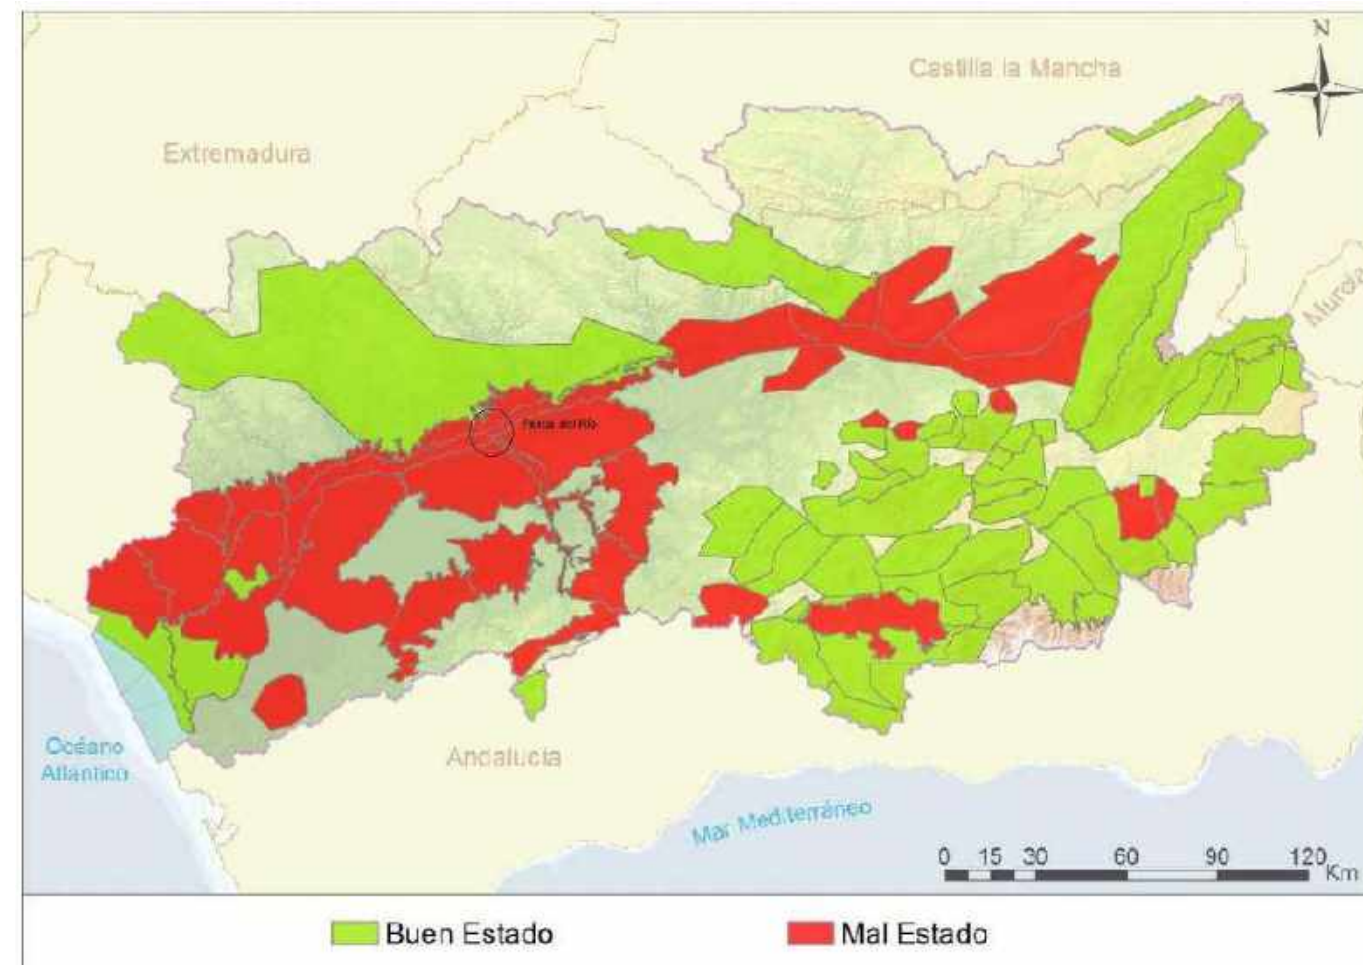 N
Castilla la Mancha
Extremadura
Murcia
Océano
Atlántico
Andalucía
Mar Mediterráneo
0 15 30 60 90 120
Km
Buen Estado
Mal Estado